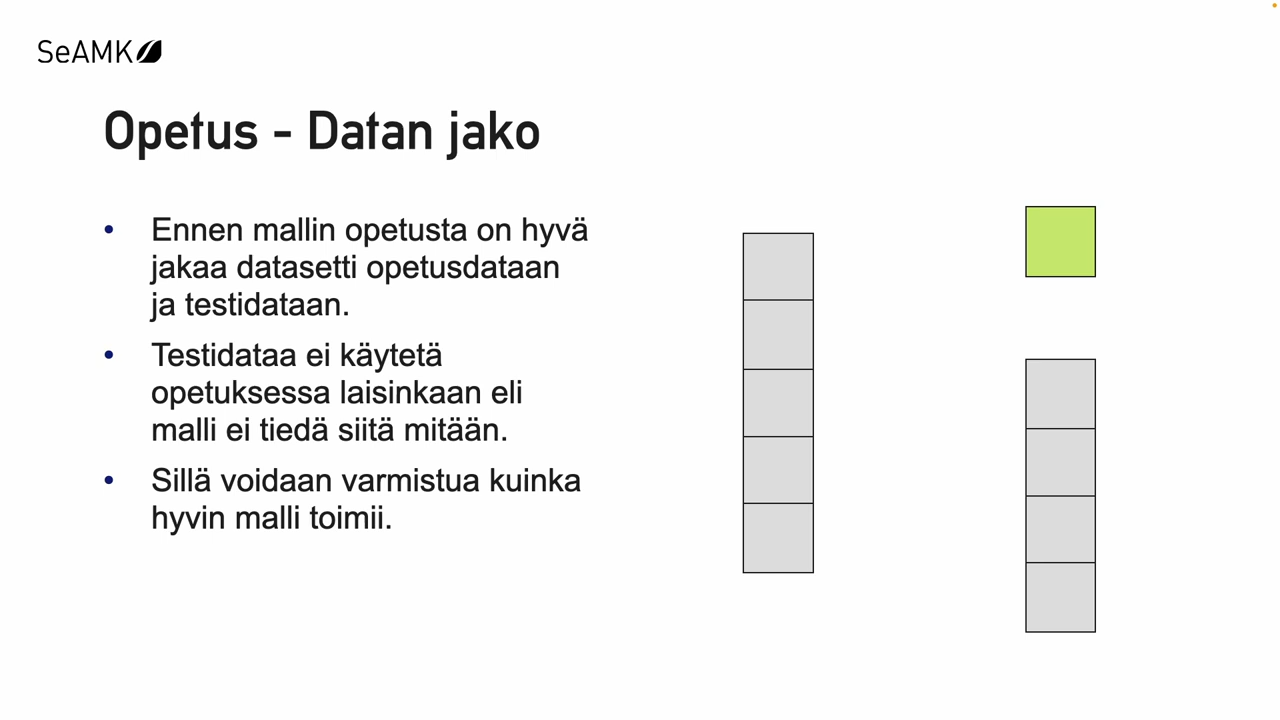 SeAMK
Opetus - Datan jako
• Ennen mallin opetusta on hyvä
jakaa datasetti opetusdataan
ja testidataan.
• Testidataa ei käytetä
opetuksessa laisinkaan eli
malli ei tiedä siitä mitään.
• Sillä voidaan varmistua kuinka
hyvin malli toimii.